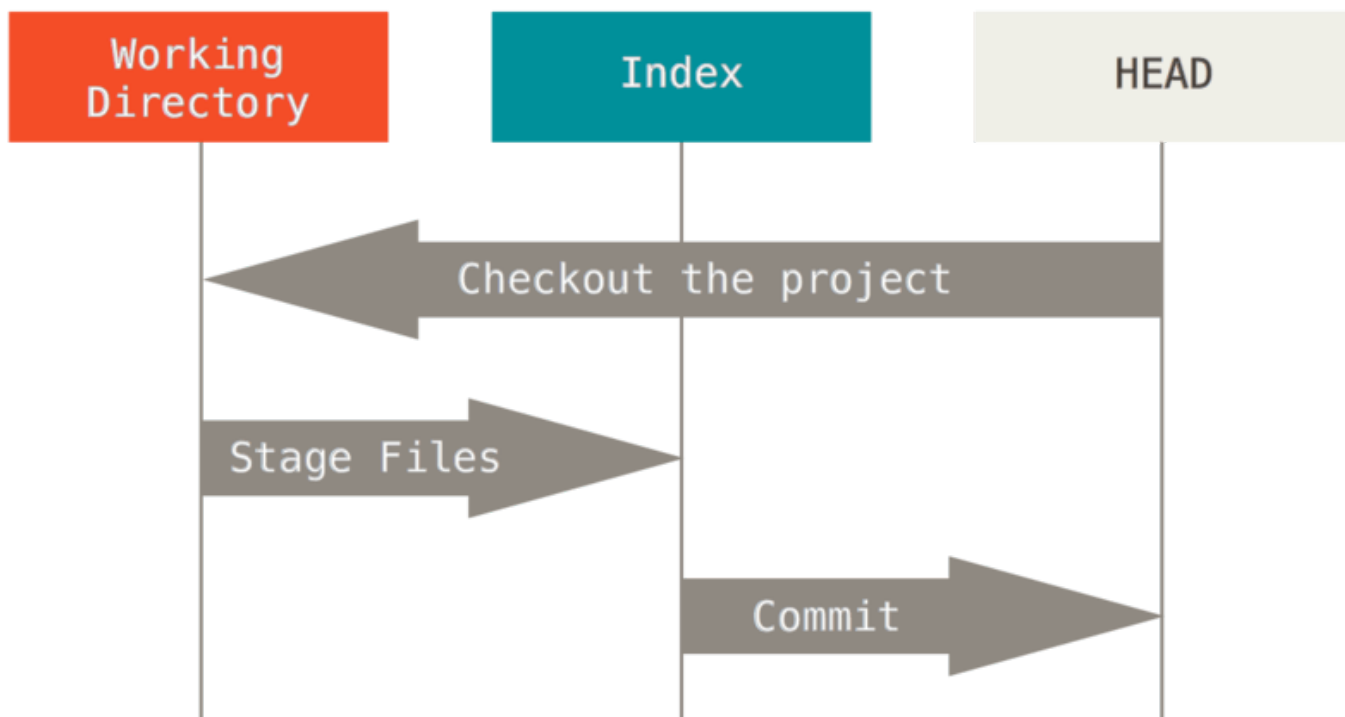 Working
Directory
Index
HEAD
Checkout the project
Stage Files
Commit